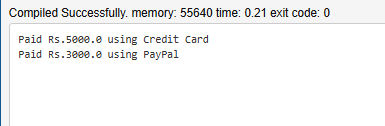 Compiled Successfully. memory: 55640 time: 0.21 exit code: 0
Paid Rs.5000.0 using Credit Card
Paid Rs.3000.0 using PayPal